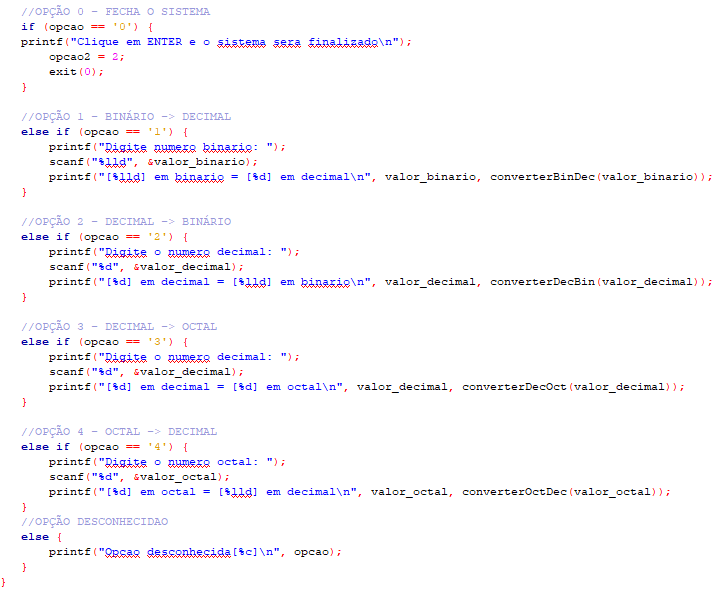 //OPÇÃO 0 - FECHA O SISTEMA
if (opcao == '0') {
printf("Clique em ENTER e o sistema sera finalizado\n");
opcao2 = 2;
exit(0);
}
//OPÇÃO 1 - BINÁRIO -> DECIMAL
else if (opcao == '1') {
printf("Digite numero binario: ");
scanf("%lld", &valor_binario);
printf("[%lld] em binario = [%d] em decimal\n", valor_binario, converterBinDec(valor_binario));
}
//OPÇÃO 2 - DECIMAL -> BINÁRIO
else if (opcao == '2') {
printf("Digite o numero decimal: ");
scanf("%d", &valor_decimal);
printf("[%d] em decimal = [%lld] em binario\n", valor_decimal, converterDecBin(valor_decimal));
}
//OPÇÃO 3 - DECIMAL -> OCTAL
else if (opcao == '3') {
printf("Digite o numero decimal: ");
scanf("%d", &valor_decimal);
printf("[%d] em decimal = [%d] em octal\n", valor_decimal, converterDecOct(valor_decimal));
}
//OPÇÃO 4 - OCTAL -> DECIMAL
else if (opcao == '4') {
printf("Digite o numero octal: ");
scanf("%d", &valor_octal);
printf("[%d] em octal = [%lld] em decimal\n", valor_octal, converterOctDec(valor_octal));
}
//OPÇÃO DESCONHECIDAO
else {
printf("Opcao desconhecida[%c]\n", opcao);
}
}